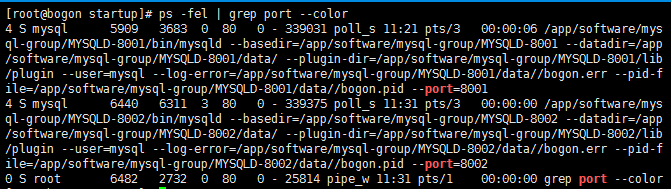 [root@bogon startup]# ps -fel | grep port --color
4 S mysql     5909  3683  0  80   0 - 339031 poll_s 11:21 pts/3   00:00:06 /app/software/mys
ql-group/MYSQLD-8001/bin/mysqld --basedir=/app/software/mysql-group/MYSQLD-8001 --datadir=/app
/software/mysql-group/MYSQLD-8001/data/ --plugin-dir=/app/software/mysql-group/MYSQLD-8001/lib
/plugin --user=mysql --log-error=/app/software/mysql-group/MYSQLD-8001/data//bogon.err --pid-f
ile=/app/software/mysql-group/MYSQLD-8001/data//bogon.pid --port=8001
4 S mysql     6440  6311  3  80   0 - 339375 poll_s 11:31 pts/3   00:00:00 /app/software/mys
ql-group/MYSQLD-8002/bin/mysqld --basedir=/app/software/mysql-group/MYSQLD-8002 --datadir=/app
/software/mysql-group/MYSQLD-8002/data/ --plugin-dir=/app/software/mysql-group/MYSQLD-8002/lib
/plugin --user=mysql --log-error=/app/software/mysql-group/MYSQLD-8002/data//bogon.err --pid-f
ile=/app/software/mysql-group/MYSQLD-8002/data//bogon.pid --port=8002
0 S root      6482  2732  0  80   0 - 25814 pipe_w 11:31 pts/1    00:00:00 grep port --color